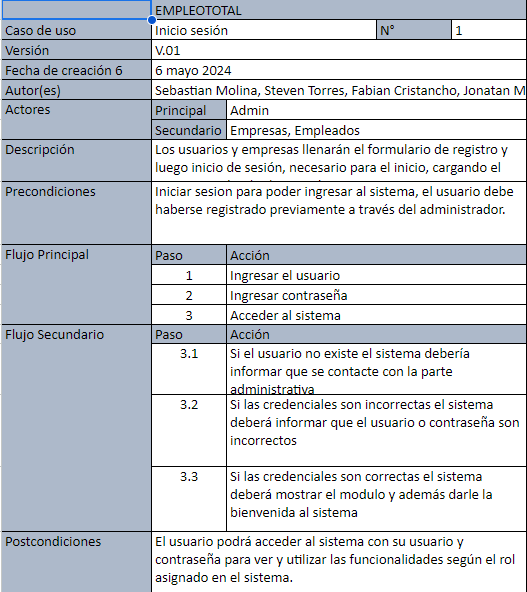 EMPLEOTOTAL
Caso de uso Inicio sesión N° 1
Versión V.01
Fecha de creación 6 6 mayo 2024
Autor(es) Sebastian Molina, Steven Torres, Fabian Cristancho, Jonatan M
Actores Principal Admin
Secundario Empresas, Empleados
Descripción Los usuarios y empresas llenarán el formulario de registro y
luego inicio de sesión, necesario para el inicio, cargando el
Precondiciones Iniciar sesion para poder ingresar al sistema, el usuario debe
haberse registrado previamente a través del administrador.
Flujo Principal Paso Acción
1 Ingresar el usuario
2 Ingresar contraseña
3 Acceder al sistema
Flujo Secundario Paso Acción
3.1 Si el usuario no existe el sistema debería
informar que se contacte con la parte
administrativa
3.2 Si las credenciales son incorrectas el sistema
deberá informar que el usuario o contraseña son
incorrectos
3.3 Si las credenciales son correctas el sistema
deberá mostrar el modulo y además darle la
bienvenida al sistema
Postcondiciones El usuario podrá acceder al sistema con su usuario y
contraseña para ver y utilizar las funcionalidades según el rol
asignado en el sistema.